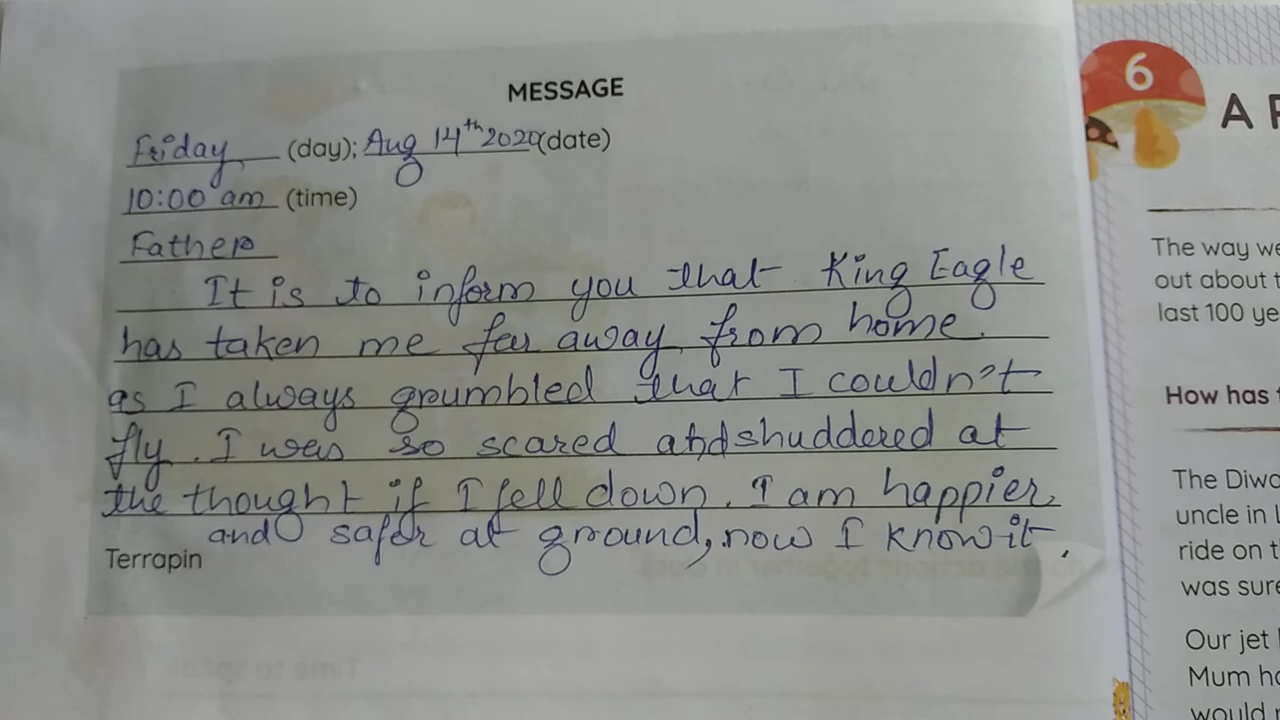 MESSAGE
Friday (day); Aug 14th 2020 (date)
10:00 am (time)
Father
It is to inform you that King Eagle
has taken me far away from home.
as I always grumbled that I couldn't
fly. I was so scared and shuddered at
the thought if I fell down. I am happier
and safer at ground, now I know it.
Terrapin
6
A
The way we
out about
last 100
How has
The
uncle in
ride on
was sure
Our jet
Mum
would